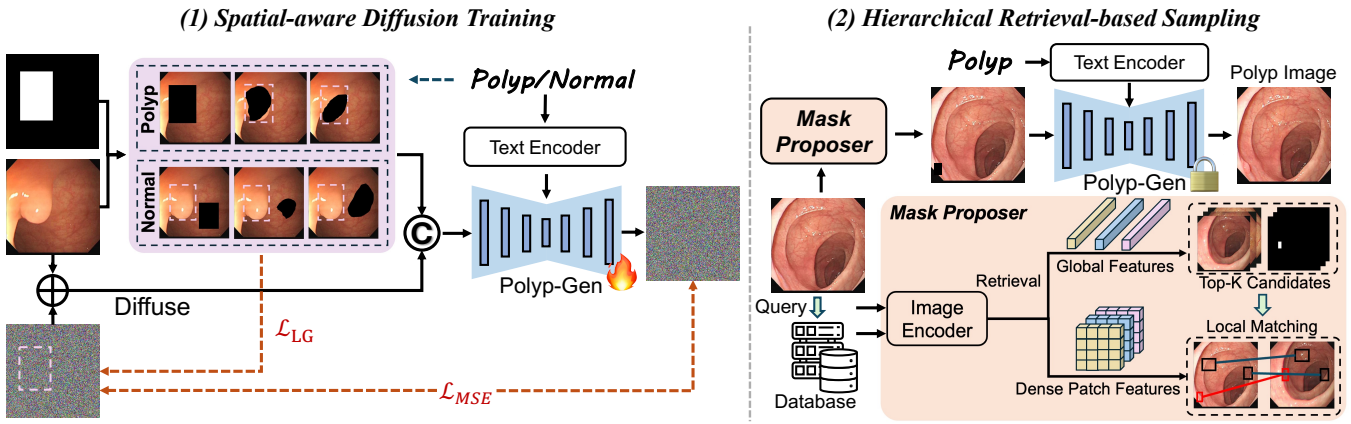 (1) Spatial-aware Diffusion Training
Polyp
Normal
Polyp/Normal
Text Encoder
C
Polyp-Gen
Diffuse
ℒLG
ℒMSE
(2) Hierarchical Retrieval-based Sampling
Polyp
Text Encoder
Polyp Image
Mask
Proposer
Polyp-Gen
Mask Proposer
Retrieval
Global Features
Top-K Candidates
Query
Image
Encoder
Local Matching
Dense Patch Features
Database